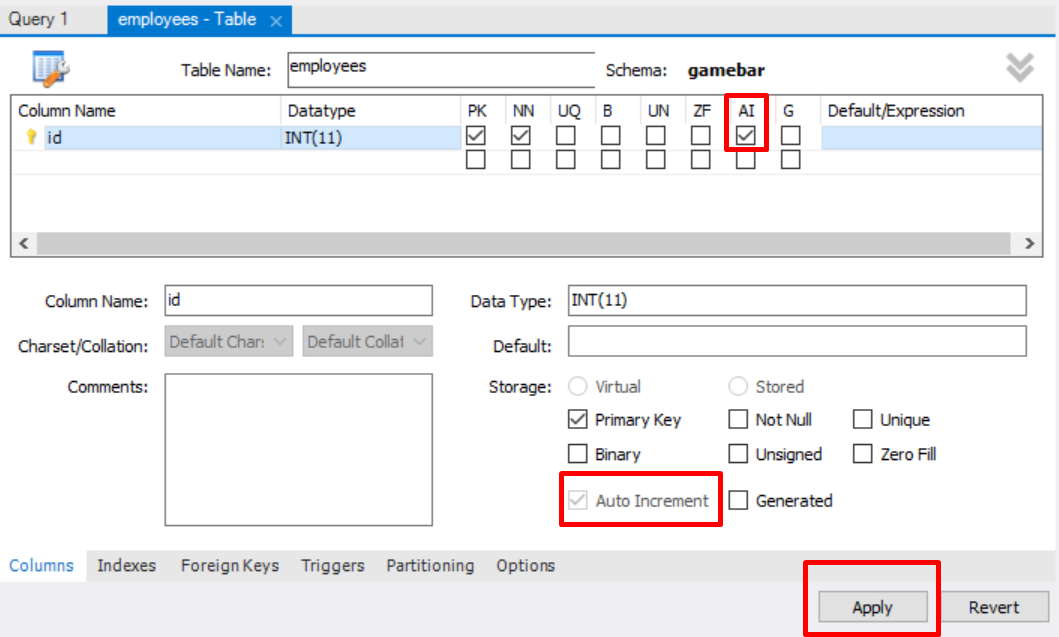 Query 1 employees - Table ×
Table Name: employees Schema: gamebar
Column Name Datatype PK NN UQ B UN ZF AI G Default/Expression
id INT(11)
Column Name: id Data Type: INT(11)
Charset/Collation: Default Char: Default Collat Default:
Comments: Storage: Virtual Stored
Primary Key Not Null Unique
Binary Unsigned Zero Fill
Auto Increment Generated
Columns Indexes Foreign Keys Triggers Partitioning Options
Apply Revert